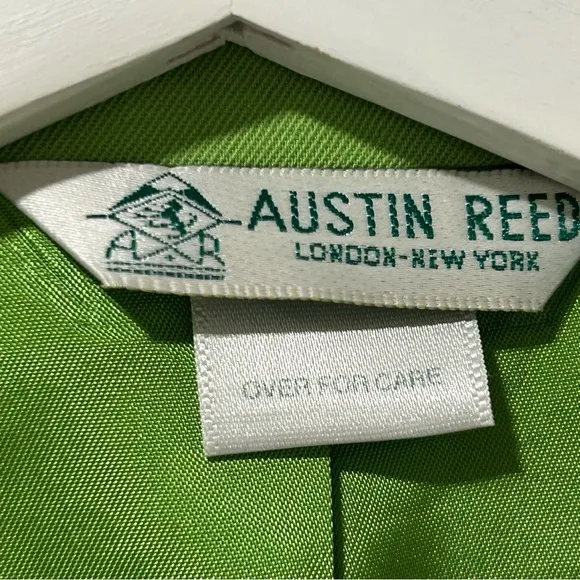 AUSTIN REED
LONDON-NEW YORK
A R
OVER FOR CARE